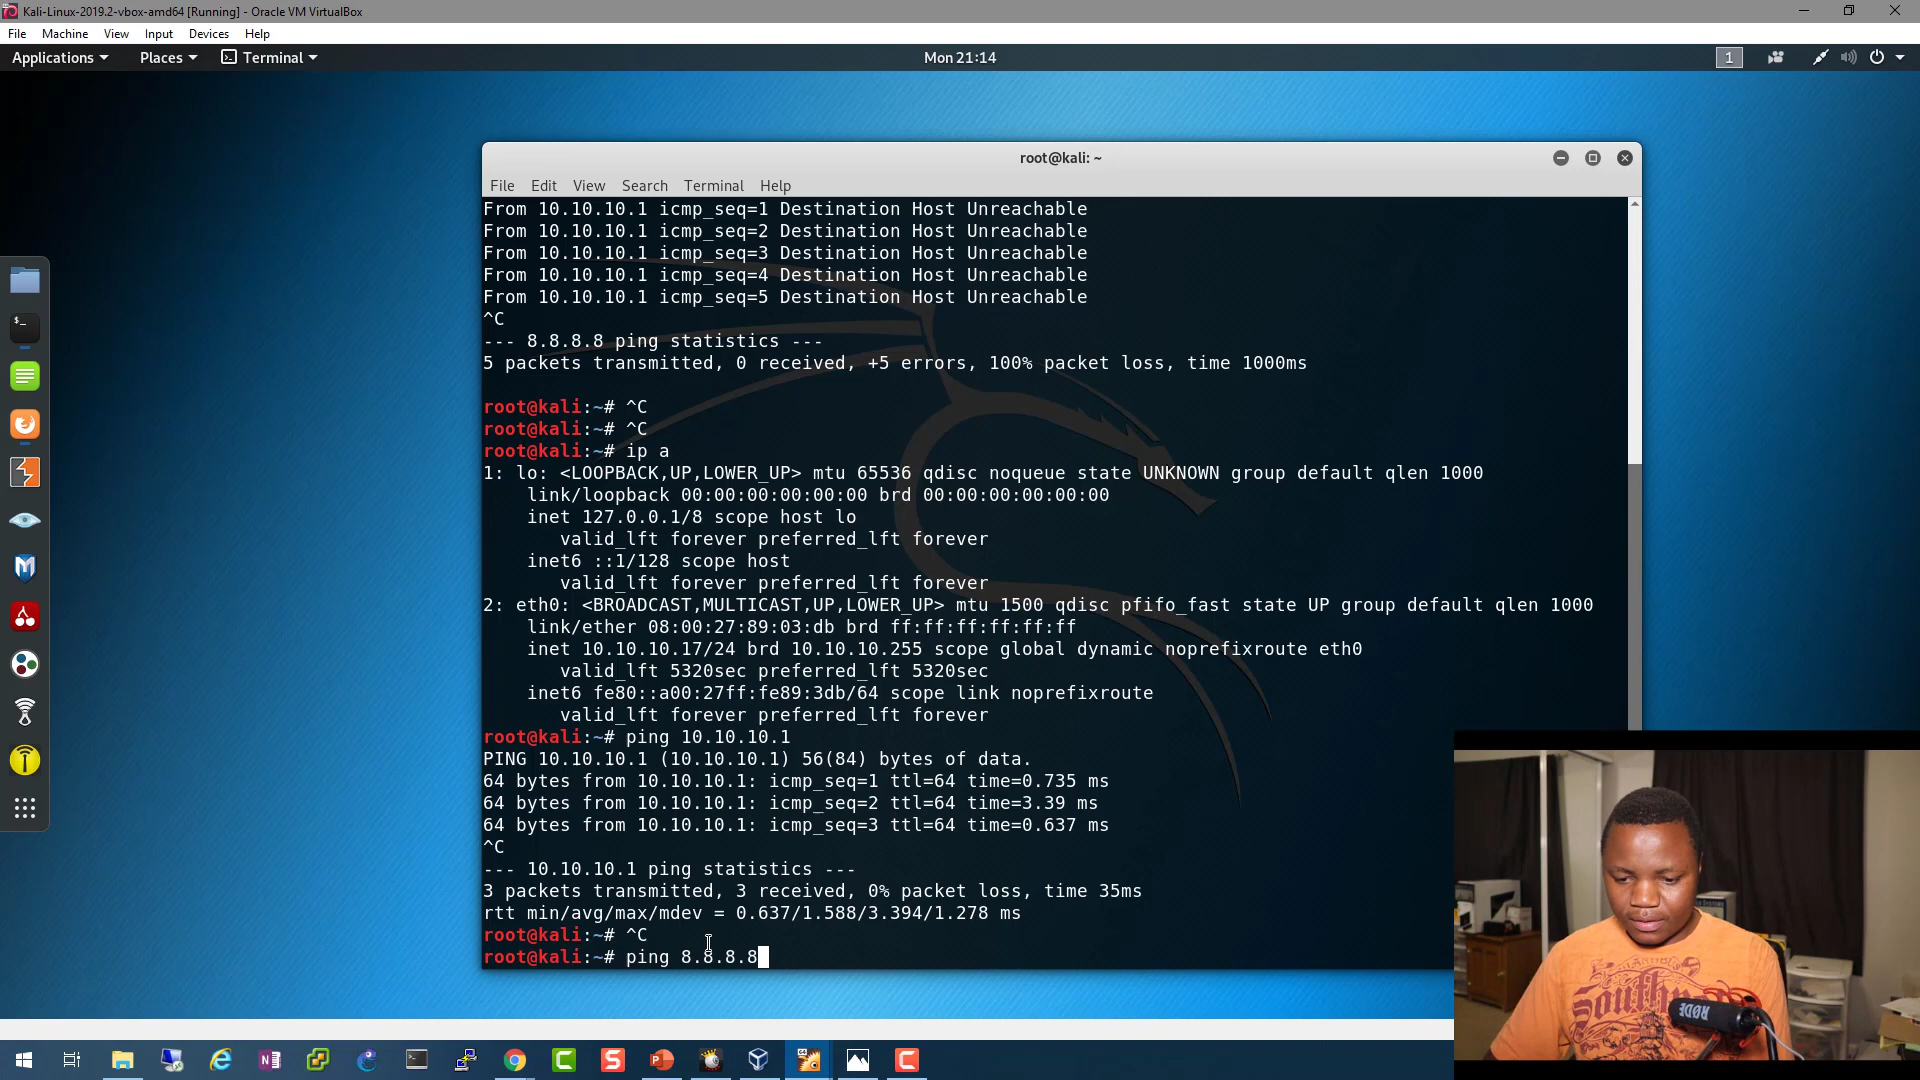 Kali-Linux-2019.2-vbox-amd64 [Running] - Oracle VM VirtualBox
File Machine View Input Devices Help
Applications Places Terminal Mon 21:14 1
root@kali: ~
File Edit View Search Terminal Help
From 10.10.10.1 icmp_seq=1 Destination Host Unreachable
From 10.10.10.1 icmp_seq=2 Destination Host Unreachable
From 10.10.10.1 icmp_seq=3 Destination Host Unreachable
From 10.10.10.1 icmp_seq=4 Destination Host Unreachable
From 10.10.10.1 icmp_seq=5 Destination Host Unreachable
^C
--- 8.8.8.8 ping statistics ---
5 packets transmitted, 0 received, +5 errors, 100% packet loss, time 1000ms
root@kali:~# ^C
root@kali:~# ^C
root@kali:~# ip a
1: lo: <LOOPBACK,UP,LOWER_UP> mtu 65536 qdisc noqueue state UNKNOWN group default qlen 1000
link/loopback 00:00:00:00:00:00 brd 00:00:00:00:00:00
inet 127.0.0.1/8 scope host lo
valid_lft forever preferred_lft forever
inet6 ::1/128 scope host
valid_lft forever preferred_lft forever
2: eth0: <BROADCAST,MULTICAST,UP,LOWER_UP> mtu 1500 qdisc pfifo_fast state UP group default qlen 1000
link/ether 08:00:27:89:03:db brd ff:ff:ff:ff:ff:ff
inet 10.10.10.17/24 brd 10.10.10.255 scope global dynamic noprefixroute eth0
valid_lft 5320sec preferred_lft 5320sec
inet6 fe80::a00:27ff:fe89:3db/64 scope link noprefixroute
valid_lft forever preferred_lft forever
root@kali:~# ping 10.10.10.1
PING 10.10.10.1 (10.10.10.1) 56(84) bytes of data.
64 bytes from 10.10.10.1: icmp_seq=1 ttl=64 time=0.735 ms
64 bytes from 10.10.10.1: icmp_seq=2 ttl=64 time=3.39 ms
64 bytes from 10.10.10.1: icmp_seq=3 ttl=64 time=0.637 ms
^C
--- 10.10.10.1 ping statistics ---
3 packets transmitted, 3 received, 0% packet loss, time 35ms
rtt min/avg/max/mdev = 0.637/1.588/3.394/1.278 ms
root@kali:~# ^C
root@kali:~# ping 8.8.8.8
RØDE